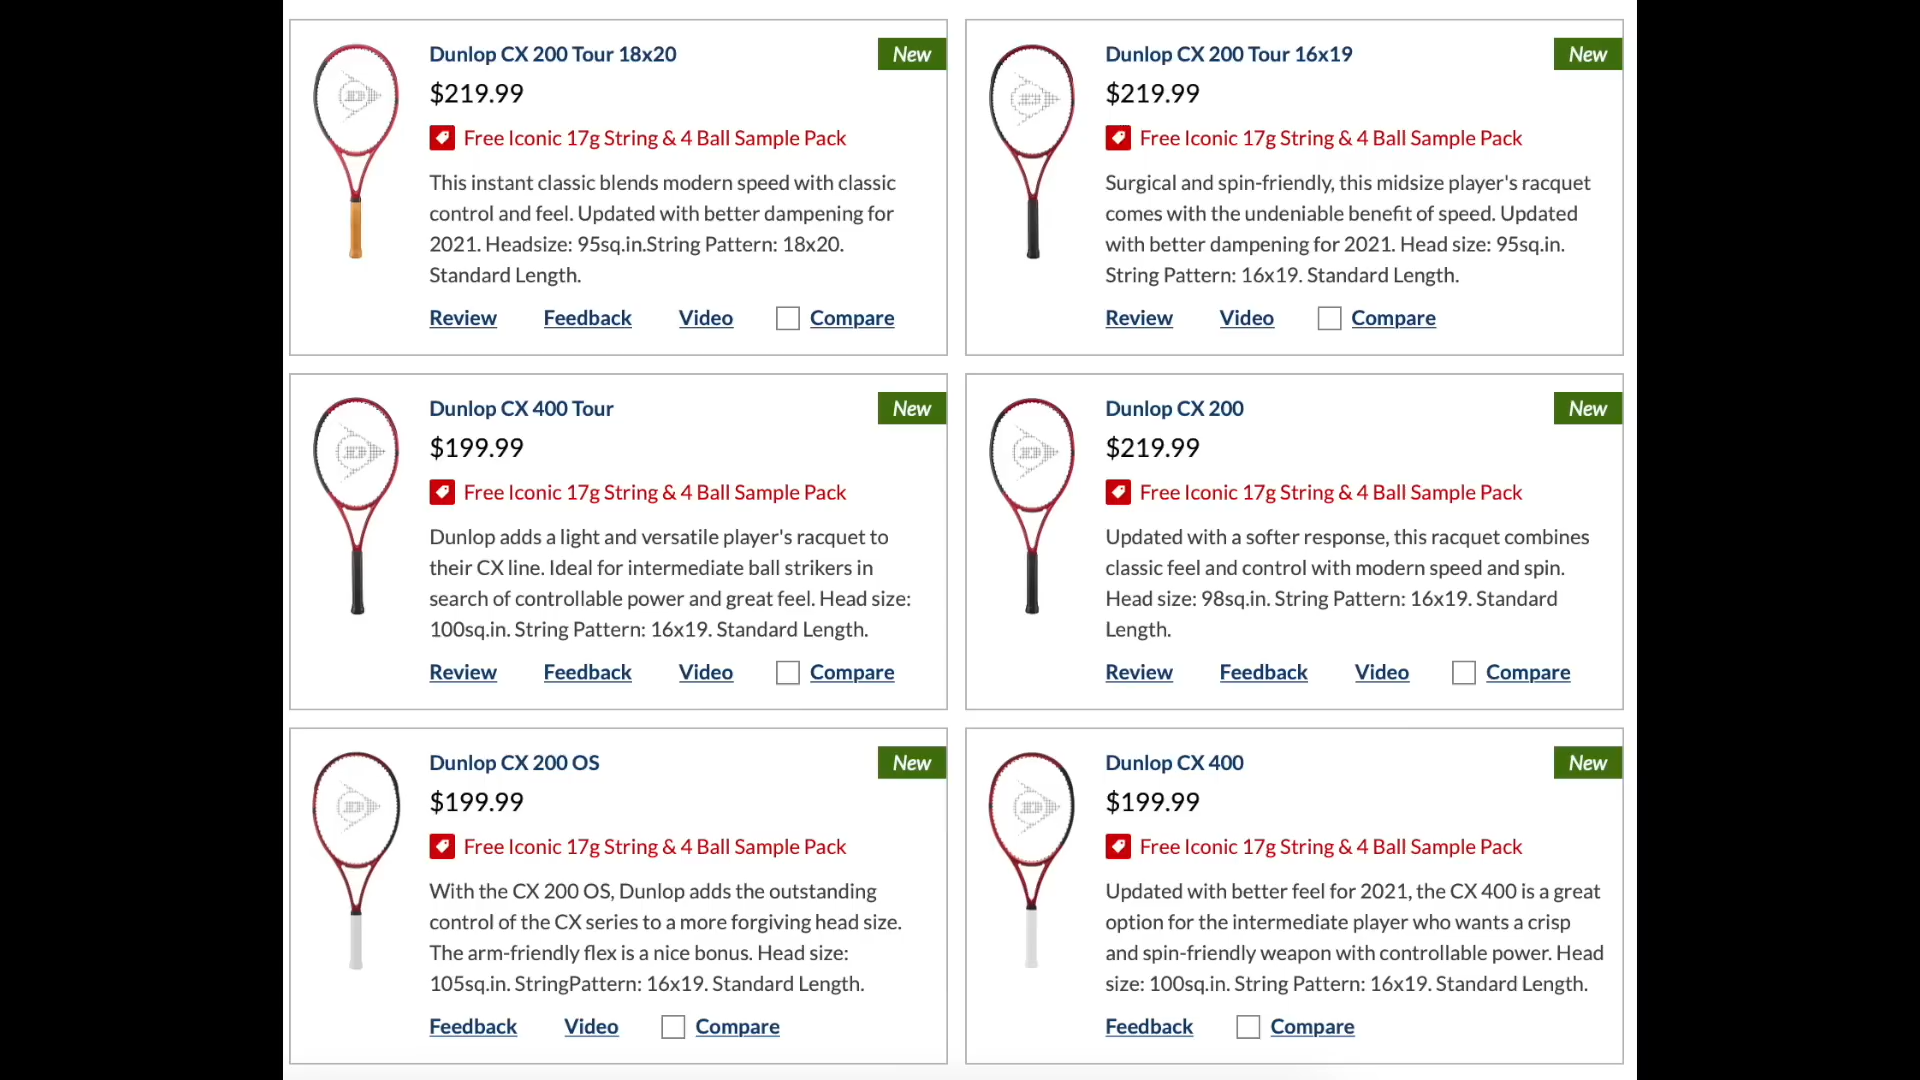 Dunlop CX 200 Tour 18x20
New
$219.99
Free Iconic 17g String & 4 Ball Sample Pack
This instant classic blends modern speed with classic
control and feel. Updated with better dampening for
2021. Headsize: 95sq.in.String Pattern: 18x20.
Standard Length.
Review Feedback Video Compare
Dunlop CX 200 Tour 16x19
New
$219.99
Free Iconic 17g String & 4 Ball Sample Pack
Surgical and spin-friendly, this midsize player's racquet
comes with the undeniable benefit of speed. Updated
with better dampening for 2021. Head size: 95sq.in.
String Pattern: 16x19. Standard Length.
Review Video Compare
Dunlop CX 400 Tour
New
$199.99
Free Iconic 17g String & 4 Ball Sample Pack
Dunlop adds a light and versatile player's racquet to
their CX line. Ideal for intermediate ball strikers in
search of controllable power and great feel. Head size:
100sq.in. String Pattern: 16x19. Standard Length.
Review Feedback Video Compare
Dunlop CX 200
New
$219.99
Free Iconic 17g String & 4 Ball Sample Pack
Updated with a softer response, this racquet combines
classic feel and control with modern speed and spin.
Head size: 98sq.in. String Pattern: 16x19. Standard
Length.
Review Feedback Video Compare
Dunlop CX 200 OS
New
$199.99
Free Iconic 17g String & 4 Ball Sample Pack
With the CX 200 OS, Dunlop adds the outstanding
control of the CX series to a more forgiving head size.
The arm-friendly flex is a nice bonus. Head size:
105sq.in. StringPattern: 16x19. Standard Length.
Feedback Video Compare
Dunlop CX 400
New
$199.99
Free Iconic 17g String & 4 Ball Sample Pack
Updated with better feel for 2021, the CX 400 is a great
option for the intermediate player who wants a crisp
and spin-friendly weapon with controllable power. Head
size: 100sq.in. String Pattern: 16x19. Standard Length.
Feedback Compare